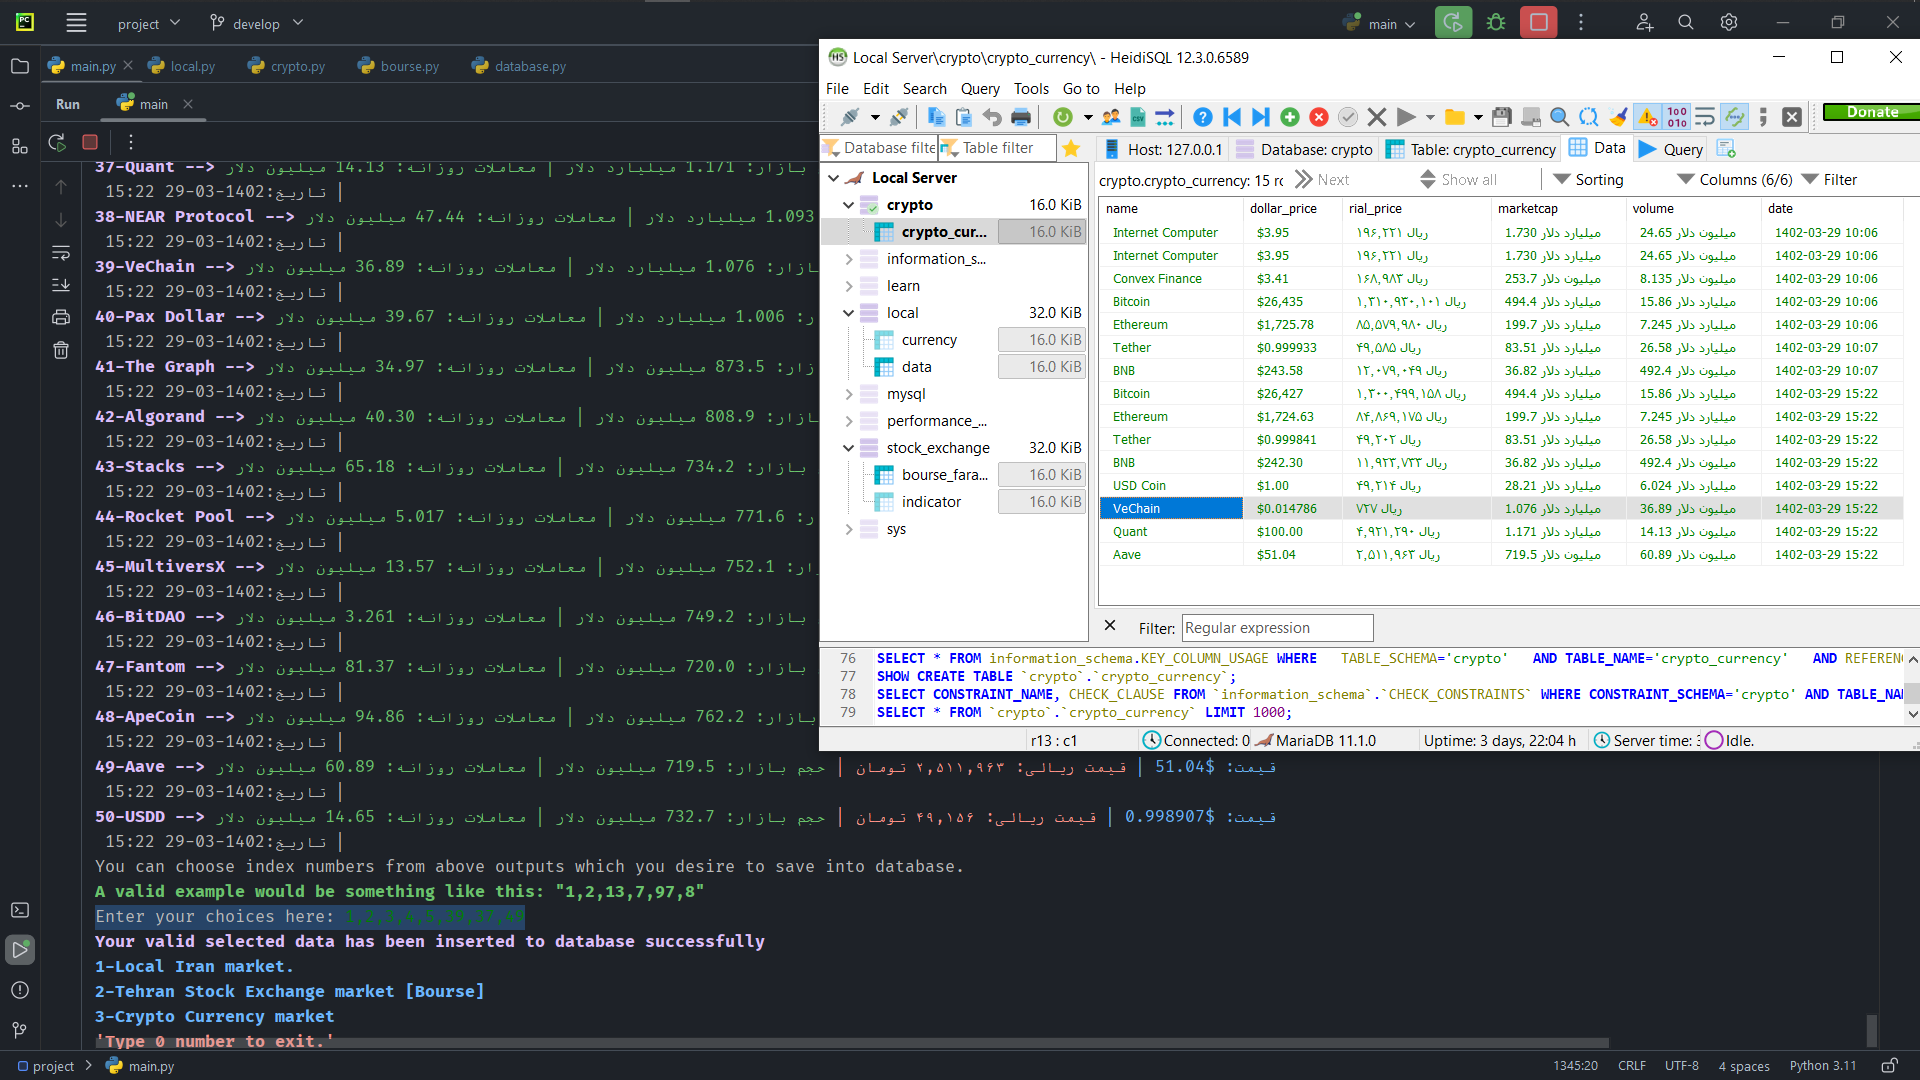 project
develop
main
main.py
local.py
crypto.py
bourse.py
database.py
Run
main
37-Quant --> بازار: 1.171 میلیارد دلار | معاملات روزانه: 14.13 میلیون دلار
| تاریخ:1402-03-29 15:22
38-NEAR Protocol --> 1.093 میلیارد دلار | معاملات روزانه: 47.44 میلیون دلار
| تاریخ:1402-03-29 15:22
39-VeChain --> بازار: 1.076 میلیارد دلار | معاملات روزانه: 36.89 میلیون دلار
| تاریخ:1402-03-29 15:22
40-Pax Dollar --> 1.006 میلیارد دلار | معاملات روزانه: 39.67 میلیون دلار
| تاریخ:1402-03-29 15:22
41-The Graph --> 873.5 میلیون دلار | معاملات روزانه: 34.97 میلیون دلار
| تاریخ:1402-03-29 15:22
42-Algorand --> بازار: 808.9 میلیون دلار | معاملات روزانه: 40.30 میلیون دلار
| تاریخ:1402-03-29 15:22
43-Stacks --> بازار: 734.2 میلیون دلار | معاملات روزانه: 65.18 میلیون دلار
| تاریخ:1402-03-29 15:22
44-Rocket Pool --> 771.6 میلیون دلار | معاملات روزانه: 5.017 میلیون دلار
| تاریخ:1402-03-29 15:22
45-MultiversX --> 752.1 میلیون دلار | معاملات روزانه: 13.57 میلیون دلار
| تاریخ:1402-03-29 15:22
46-BitDAO --> بازار: 749.2 میلیون دلار | معاملات روزانه: 3.261 میلیون دلار
| تاریخ:1402-03-29 15:22
47-Fantom --> بازار: 720.0 میلیون دلار | معاملات روزانه: 81.37 میلیون دلار
| تاریخ:1402-03-29 15:22
48-ApeCoin --> بازار: 762.2 میلیون دلار | معاملات روزانه: 94.86 میلیون دلار
| تاریخ:1402-03-29 15:22
49-Aave --> قیمت: $51.04 | قیمت ریالی: ۲,۵۱۱,۹۶۳ تومان | حجم بازار: 719.5 میلیون دلار | معاملات روزانه: 60.89 میلیون دلار
| تاریخ:1402-03-29 15:22
50-USDD --> قیمت: $0.998907 | قیمت ریالی: ۴۹,۱۵۶ تومان | حجم بازار: 732.7 میلیون دلار | معاملات روزانه: 14.65 میلیون دلار
| تاریخ:1402-03-29 15:22
You can choose index numbers from above outputs which you desire to save into database.
A valid example would be something like this: "1,2,13,7,97,8"
Enter your choices here: 1,2,3,4,5,39,37,49
Your valid selected data has been inserted to database successfully
1-Local Iran market.
2-Tehran Stock Exchange market [Bourse]
3-Crypto Currency market
'Type 0 number to exit.'
project > main.py
1345:20 CRLF UTF-8 4 spaces Python 3.11
Local Server\crypto\crypto_currency\ - HeidiSQL 12.3.0.6589
File Edit Search Query Tools Go to Help
Donate
Database filte Table filter
Host: 127.0.0.1 Database: crypto Table: crypto_currency Data Query
Local Server
crypto 16.0 KiB
crypto_cur... 16.0 KiB
information_s...
learn
local 32.0 KiB
currency 16.0 KiB
data 16.0 KiB
mysql
performance_...
stock_exchange 32.0 KiB
bourse_fara... 16.0 KiB
indicator 16.0 KiB
sys
crypto.crypto_currency: 15 rc Next Show all Sorting Columns (6/6) Filter
name dollar_price rial_price marketcap volume date
Internet Computer $3.95 ۱۹۶,۲۲۱ ریال 1.730 میلیارد دلار 24.65 میلیون دلار 1402-03-29 10:06
Internet Computer $3.95 ۱۹۶,۲۲۱ ریال 1.730 میلیارد دلار 24.65 میلیون دلار 1402-03-29 10:06
Convex Finance $3.41 ۱۶۸,۹۸۳ ریال 253.7 میلیون دلار 8.135 میلیون دلار 1402-03-29 10:06
Bitcoin $26,435 ۱,۳۱۰,۹۳۰,۱۰۱ ریال 494.4 میلیارد دلار 15.86 میلیارد دلار 1402-03-29 10:06
Ethereum $1,725.78 ۸۵,۵۷۹,۹۸۰ ریال 199.7 میلیارد دلار 7.245 میلیارد دلار 1402-03-29 10:06
Tether $0.999933 ۴۹,۵۸۵ ریال 83.51 میلیارد دلار 26.58 میلیارد دلار 1402-03-29 10:07
BNB $243.58 ۱۲,۰۷۹,۰۴۹ ریال 36.82 میلیارد دلار 492.4 میلیون دلار 1402-03-29 10:07
Bitcoin $26,427 ۱,۳۰۰,۴۹۹,۱۵۸ ریال 494.4 میلیارد دلار 15.86 میلیارد دلار 1402-03-29 15:22
Ethereum $1,724.63 ۸۴,۸۶۹,۱۷۵ ریال 199.7 میلیارد دلار 7.245 میلیارد دلار 1402-03-29 15:22
Tether $0.999841 ۴۹,۲۰۲ ریال 83.51 میلیارد دلار 26.58 میلیارد دلار 1402-03-29 15:22
BNB $242.30 ۱۱,۹۲۳,۷۳۳ ریال 36.82 میلیارد دلار 492.4 میلیون دلار 1402-03-29 15:22
USD Coin $1.00 ۴۹,۲۱۴ ریال 28.21 میلیارد دلار 6.024 میلیارد دلار 1402-03-29 15:22
VeChain $0.014786 ۷۲۷ ریال 1.076 میلیارد دلار 36.89 میلیون دلار 1402-03-29 15:22
Quant $100.00 ۴,۹۲۱,۲۹۰ ریال 1.171 میلیارد دلار 14.13 میلیون دلار 1402-03-29 15:22
Aave $51.04 ۲,۵۱۱,۹۶۳ ریال 719.5 میلیون دلار 60.89 میلیون دلار 1402-03-29 15:22
Filter: Regular expression
76 SELECT * FROM information_schema.KEY_COLUMN_USAGE WHERE TABLE_SCHEMA='crypto' AND TABLE_NAME='crypto_currency' AND REFEREN
77 SHOW CREATE TABLE `crypto`.`crypto_currency`;
78 SELECT CONSTRAINT_NAME, CHECK_CLAUSE FROM `information_schema`.`CHECK_CONSTRAINTS` WHERE CONSTRAINT_SCHEMA='crypto' AND TABLE_NA
79 SELECT * FROM `crypto`.`crypto_currency` LIMIT 1000;
r13 : c1 Connected: 0 MariaDB 11.1.0 Uptime: 3 days, 22:04 h Server time: Idle.